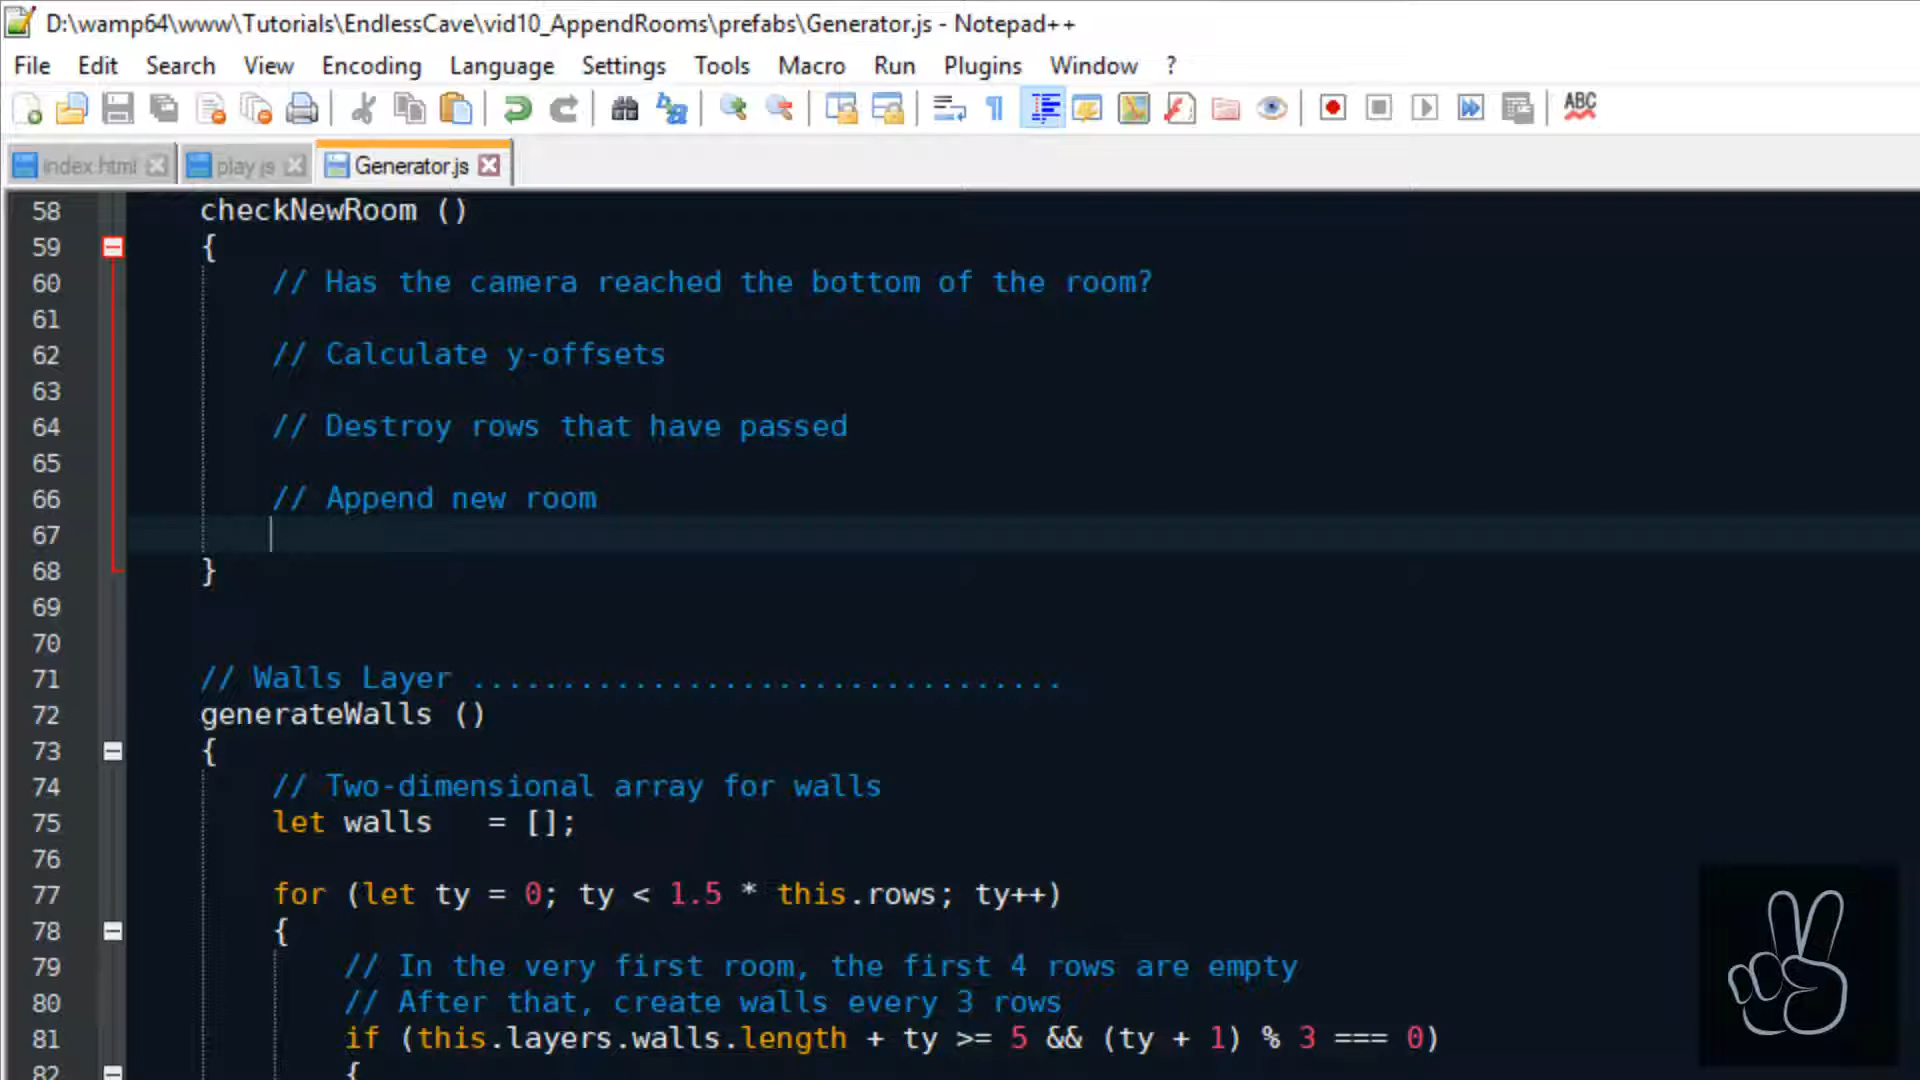 D:\wamp64\www\Tutorials\EndlessCave\vid10_AppendRooms\prefabs\Generator.js - Notepad++
File Edit Search View Encoding Language Settings Tools Macro Run Plugins Window ?
ABC
index.html play.js Generator.js
58 checkNewRoom ()
59 {
60 // Has the camera reached the bottom of the room?
61
62 // Calculate y-offsets
63
64 // Destroy rows that have passed
65
66 // Append new room
67
68 }
69
70
71 // Walls Layer .................................
72 generateWalls ()
73 {
74 // Two-dimensional array for walls
75 let walls   = [];
76
77 for (let ty = 0; ty < 1.5 * this.rows; ty++)
78 {
79 // In the very first room, the first 4 rows are empty
80 // After that, create walls every 3 rows
81 if (this.layers.walls.length + ty >= 5 && (ty + 1) % 3 === 0)
82 {